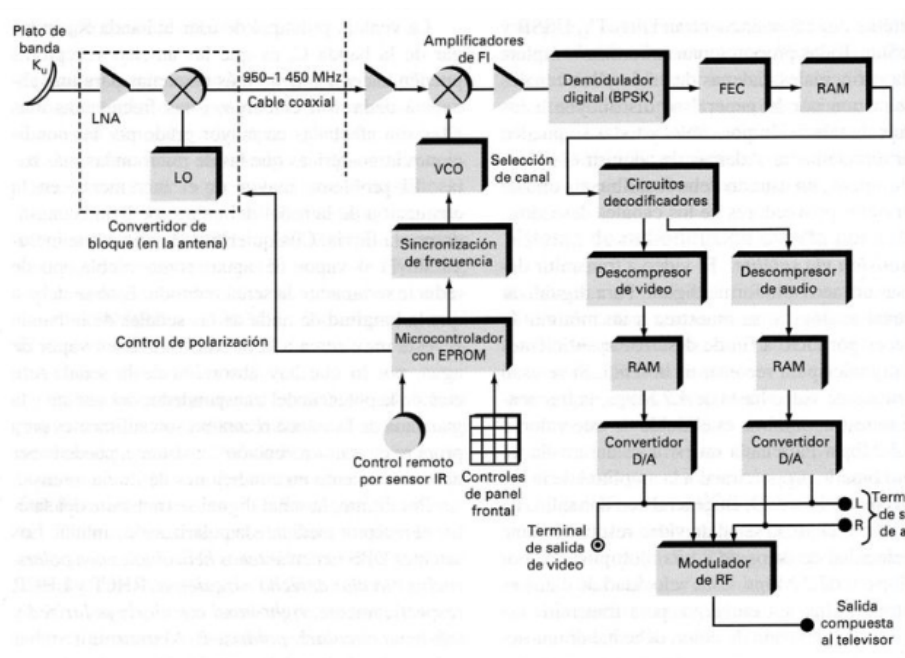 Plato de
banda
Ku
LNA
LO
Convertidor de
bloque (en la antena)
950–1 450 MHz
Cable coaxial
Amplificadores
de FI
Demodulador
digital (BPSK)
FEC
RAM
VCO
Selección
de canal
Circuitos
decodificadores
Sincronización
de frecuencia
Descompresor
de video
Descompresor
de audio
Control de polarización
Microcontrolador
con EPROM
RAM
RAM
Convertidor
D/A
Convertidor
D/A
Control remoto
por sensor IR
Controles
de panel
frontal
Terminal
de salida
de video
L
R
Term
de s
de a
Modulador
de RF
Salida
compuesta
al televisor